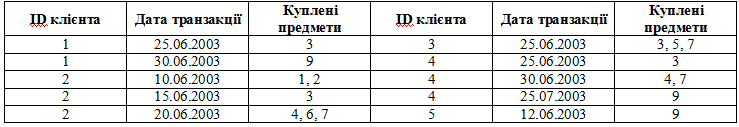 ID клієнта Дата транзакції Куплені предмети ID клієнта Дата транзакції Куплені предмети
1 25.06.2003 3 3 25.06.2003 3, 5, 7
1 30.06.2003 9 4 25.06.2003 3
2 10.06.2003 1, 2 4 30.06.2003 4, 7
2 15.06.2003 3 4 25.07.2003 9
2 20.06.2003 4, 6, 7 5 12.06.2003 9